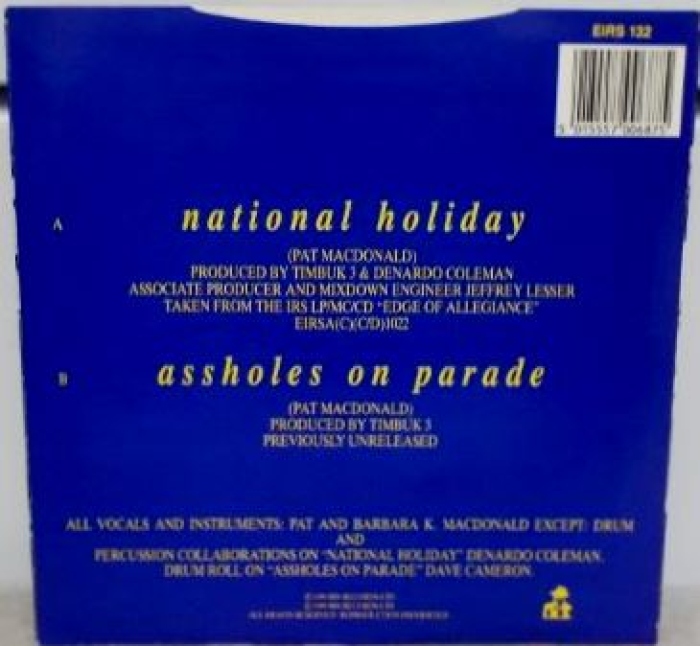 EIRS 132
5 015557 006875
A
national holiday
(PAT MACDONALD)
PRODUCED BY TIMBUK 3 & DENARDO COLEMAN
ASSOCIATE PRODUCER AND MIXDOWN ENGINEER JEFFREY LESSER
TAKEN FROM THE IRS LP/MC/CD "EDGE OF ALLEGIANCE"
EIRSA(C)(C/D)1022
B
assholes on parade
(PAT MACDONALD)
PRODUCED BY TIMBUK 3
PREVIOUSLY UNRELEASED
ALL VOCALS AND INSTRUMENTS: PAT AND BARBARA K. MACDONALD EXCEPT: DRUM
AND
PERCUSSION COLLABORATIONS ON "NATIONAL HOLIDAY" DENARDO COLEMAN.
DRUM ROLL ON "ASSHOLES ON PARADE" DAVE CAMERON.